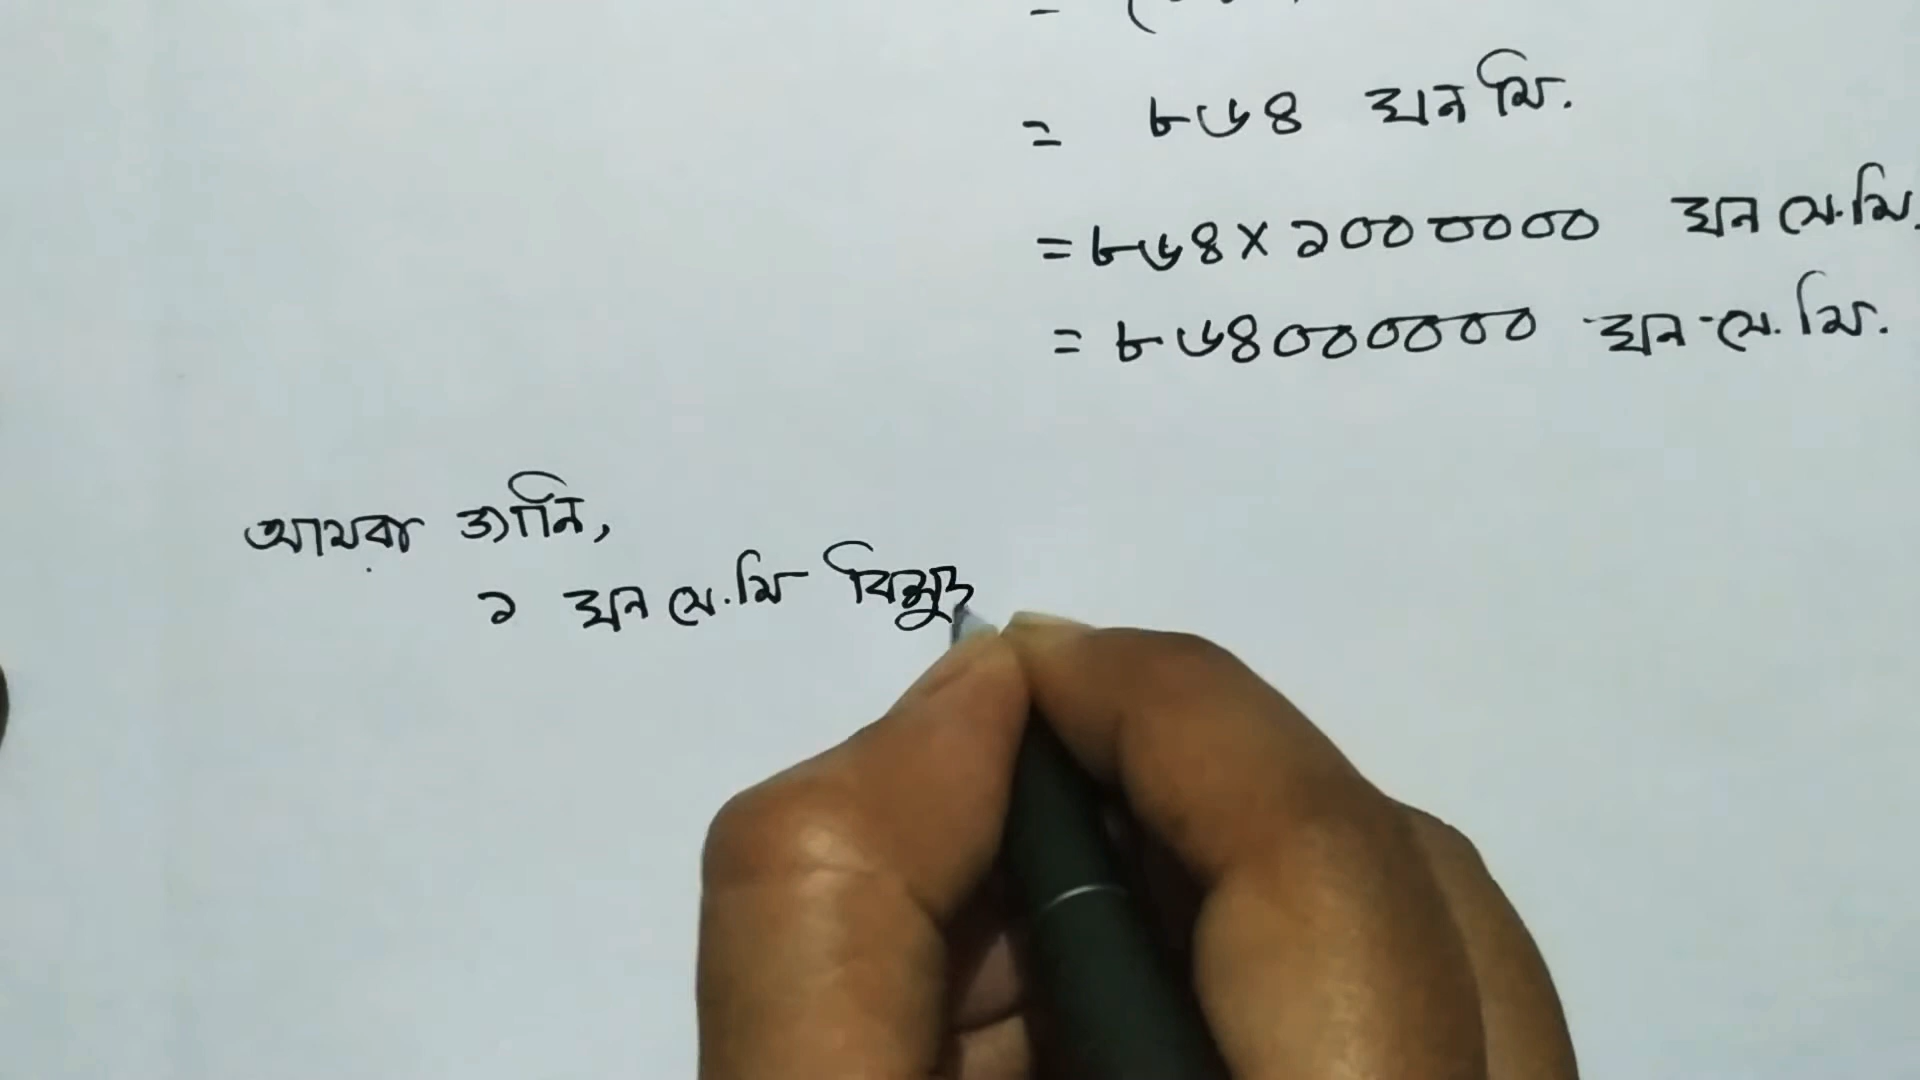 = ৮৬৪ ঘন মি.
= ৮৬৪ × ১০০০০০০ ঘন সে.মি.
= ৮৬৪০০০০০০ ঘন সে.মি.
আমরা জানি,
১ ঘন সে.মি